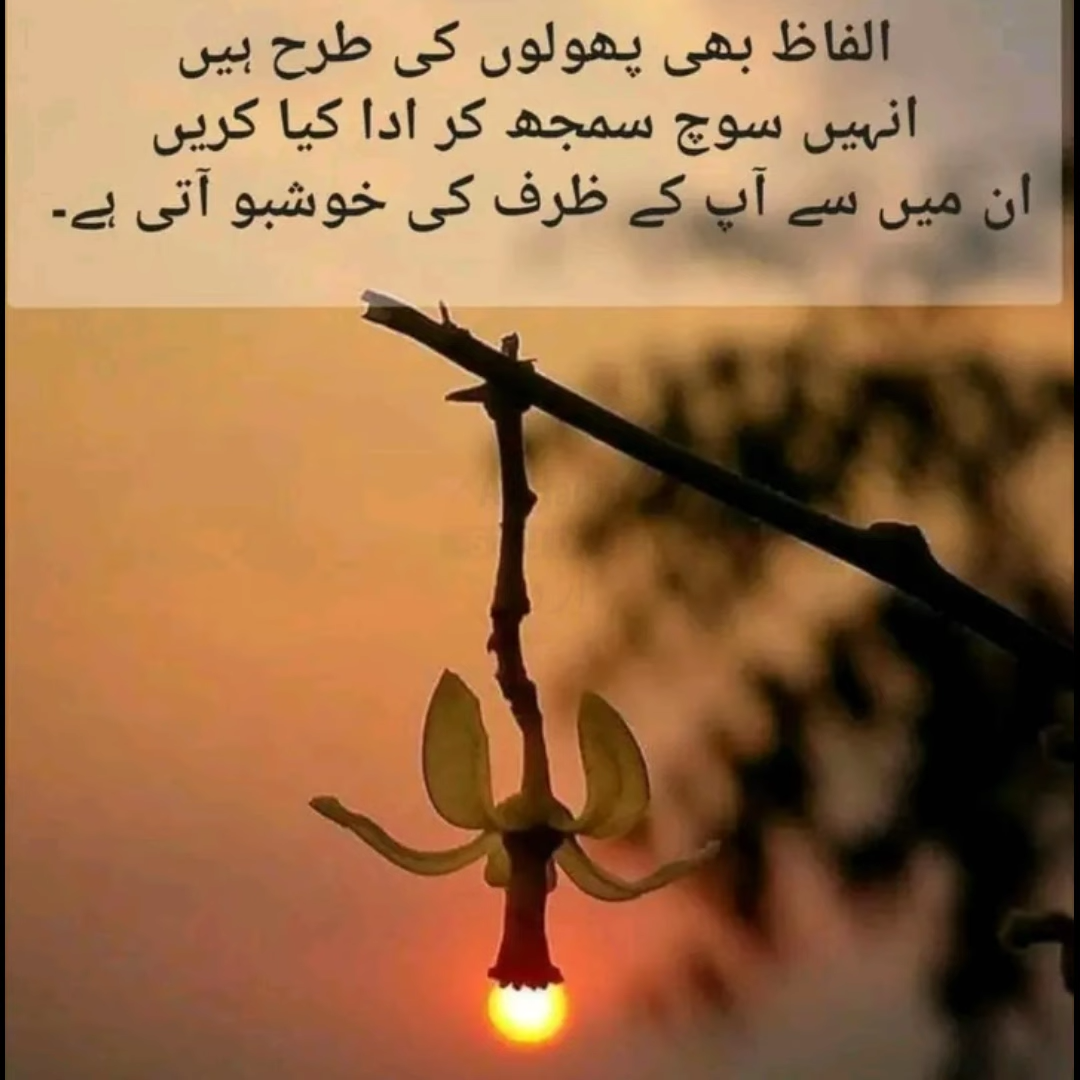 الفاظ بھی پھولوں کی طرح ہیں
انہیں سوچ سمجھ کر ادا کیا کریں
ان میں سے آپ کے ظرف کی خوشبو آتی ہے۔